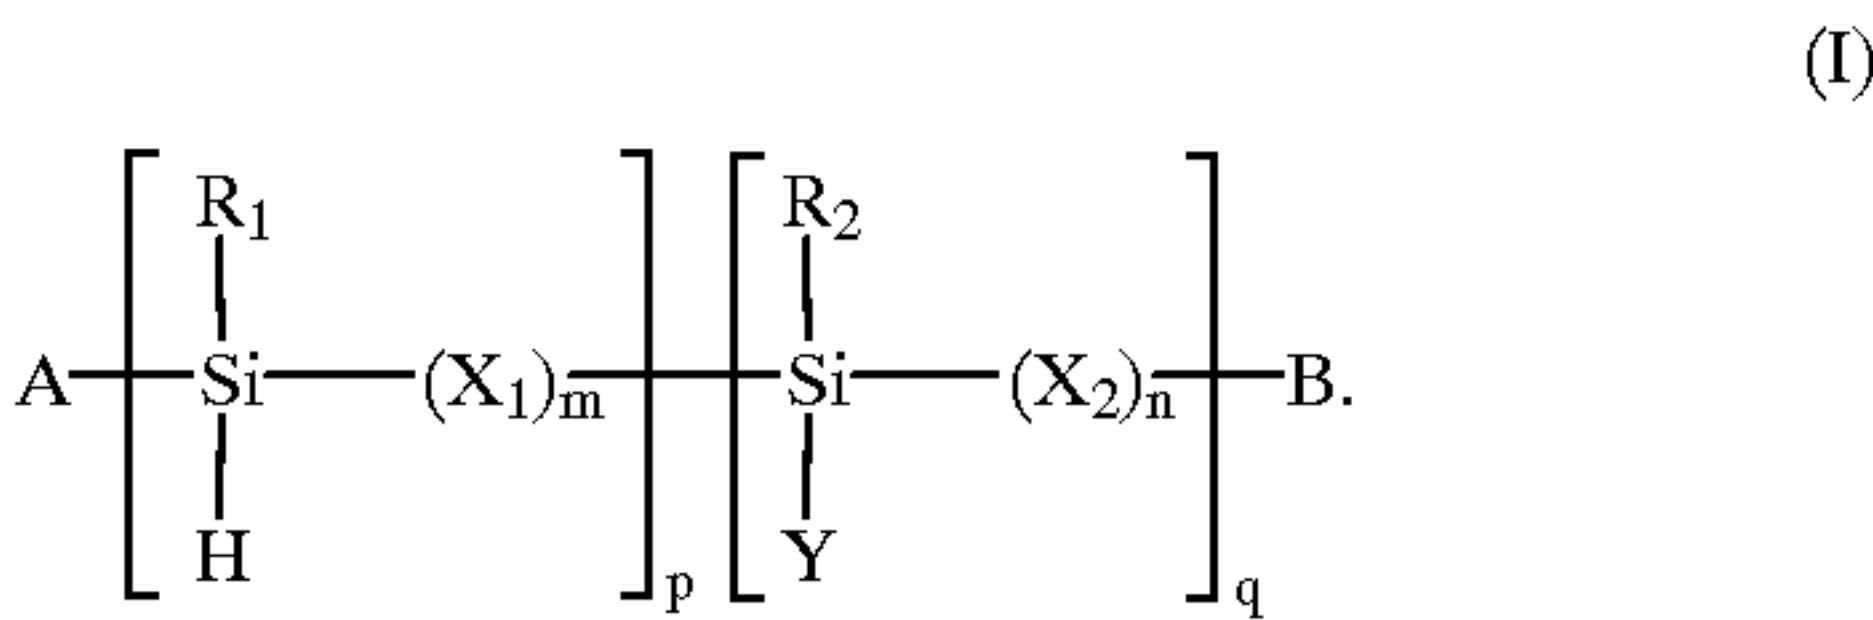 (I)
R₁ R₂
A Si (X₁)ₘ Si (X₂)ₙ B.
H Y
p q